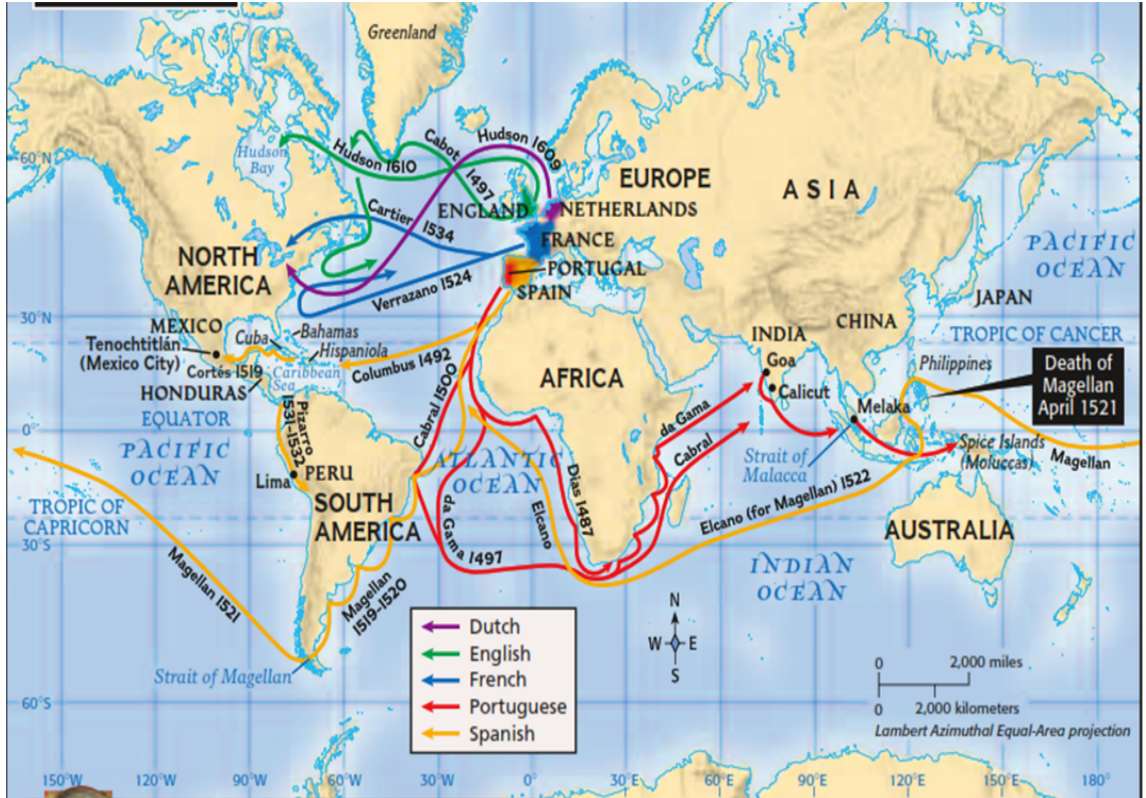 Greenland
60°N
Hudson
Bay
Hudson 1610
Cabot
1497
Hudson 1609
EUROPE
ASIA
ENGLAND
NETHERLANDS
Cartier 1534
FRANCE
NORTH
AMERICA
Verrazano 1524
PORTUGAL
SPAIN
PACIFIC
OCEAN
JAPAN
30°N
MEXICO
Tenochtitlán
(Mexico City)
Cuba
Bahamas
Hispaniola
Cortés 1519
Caribbean
Sea
Columbus 1492
HONDURAS
INDIA
Goa
Calicut
CHINA
TROPIC OF CANCER
Philippines
Death of
Magellan
April 1521
AFRICA
EQUATOR
0°
Pizarro
1531–1532
Cabral 1500
da Gama
Cabral
Melaka
Strait of
Malacca
Spice Islands
(Moluccas)
Magellan
PACIFIC
OCEAN
Lima
PERU
ATLANTIC
OCEAN
SOUTH
AMERICA
TROPIC OF
CAPRICORN
da Gama 1497
Elcano
Dias 1487
Elcano (for Magellan) 1522
AUSTRALIA
30°S
INDIAN
OCEAN
Magellan 1521
Magellan
1519–1520
Strait of Magellan
N
W
E
S
Dutch
English
French
Portuguese
Spanish
0
2,000 miles
0
2,000 kilometers
Lambert Azimuthal Equal-Area projection
60°S
150°W
120°W
90°W
60°W
30°W
0°
30°E
60°E
90°E
120°E
150°E
180°